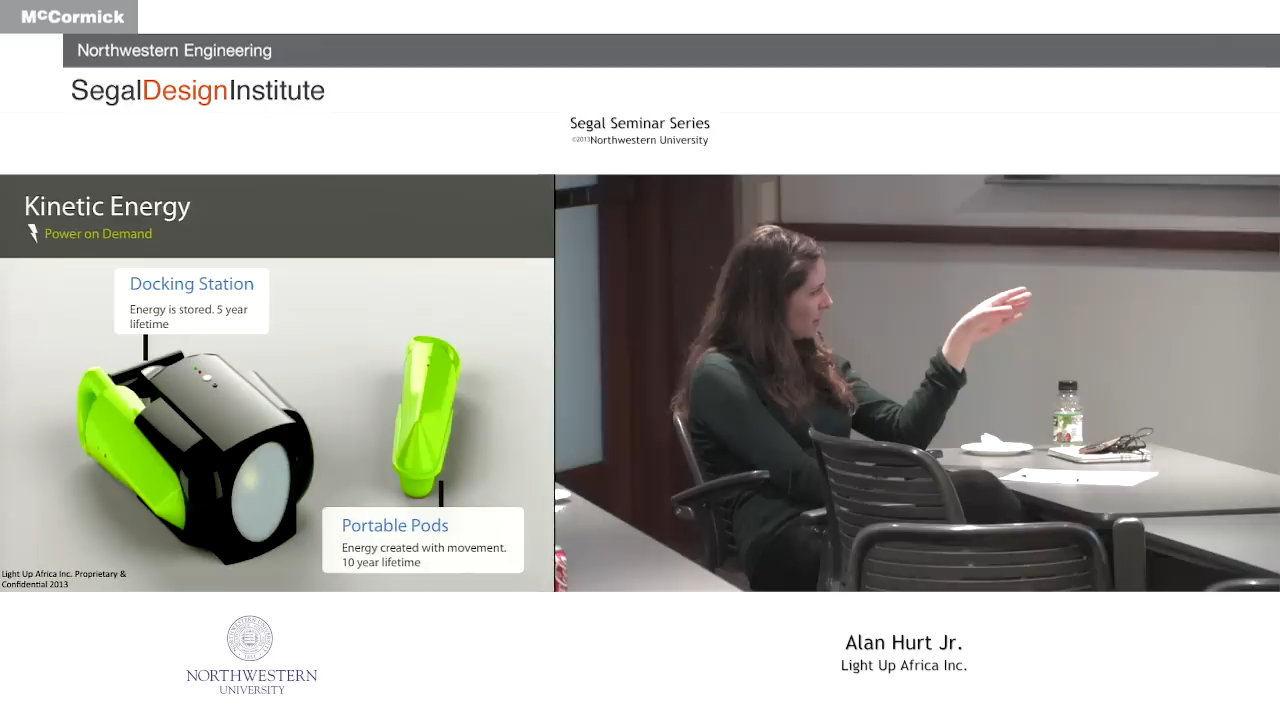 McCormick
Northwestern Engineering
SegalDesignInstitute
Segal Seminar Series
©2013Northwestern University
Kinetic Energy
Power on Demand
Docking Station
Energy is stored. 5 year
lifetime
Portable Pods
Energy created with movement.
10 year lifetime
Light Up Africa Inc. Proprietary &
Confidential 2013
NORTHWESTERN
UNIVERSITY
Alan Hurt Jr.
Light Up Africa Inc.